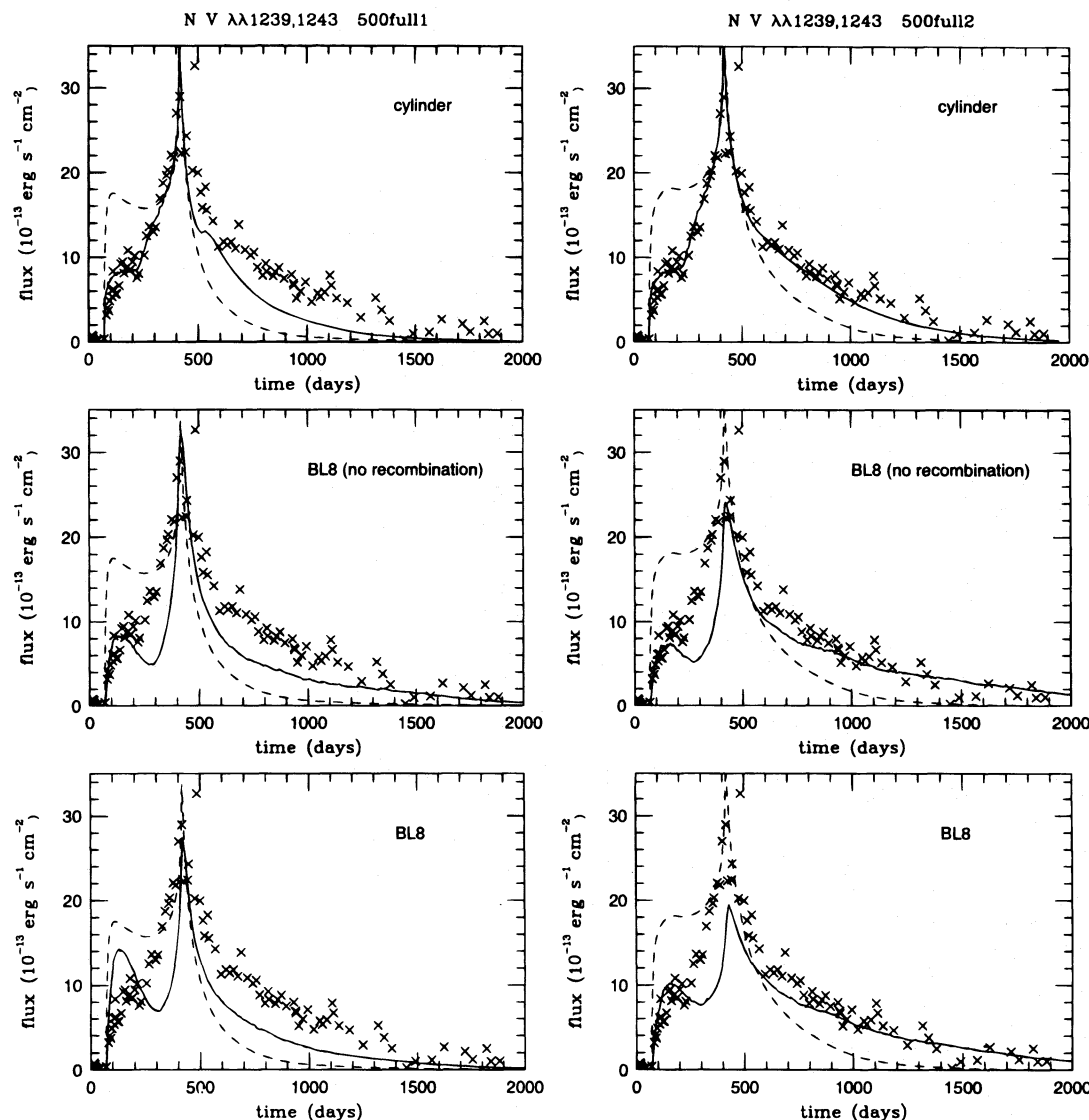 N V λλ1239,1243 500full1
N V λλ1239,1243 500full2
flux (10⁻¹³ erg s⁻¹ cm⁻²)
30
20
10
0
cylinder
0 500 1000 1500 2000
time (days)
flux (10⁻¹³ erg s⁻¹ cm⁻²)
30
20
10
0
cylinder
0 500 1000 1500 2000
time (days)
flux (10⁻¹³ erg s⁻¹ cm⁻²)
30
20
10
0
BL8 (no recombination)
0 500 1000 1500 2000
time (days)
flux (10⁻¹³ erg s⁻¹ cm⁻²)
30
20
10
0
BL8 (no recombination)
0 500 1000 1500 2000
time (days)
flux (10⁻¹³ erg s⁻¹ cm⁻²)
30
20
10
0
BL8
0 500 1000 1500 2000
time (days)
flux (10⁻¹³ erg s⁻¹ cm⁻²)
30
20
10
0
BL8
0 500 1000 1500 2000
time (days)